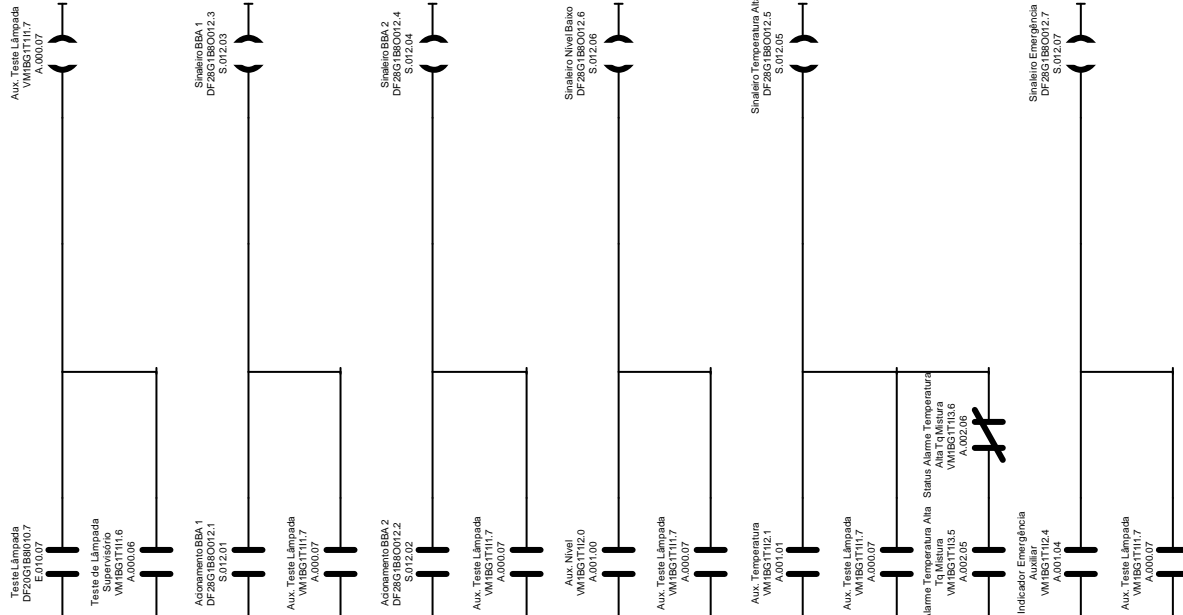 Aux. Teste Lâmpada
VM1BG1T1I1.7
A.000.07
Sinaleiro BBA 1
DF28G1B8O012.3
S.012.03
Sinaleiro BBA 2
DF28G1B8O012.4
S.012.04
Sinaleiro Nível Baixo
DF28G1B8O012.6
S.012.06
Sinaleiro Temperatura Alta
DF28G1B8O012.5
S.012.05
Sinaleiro Emergência
DF28G1B8O012.7
S.012.07
Teste Lâmpada
DF20G1B8I010.7
E.010.07
Teste de Lâmpada
Supervisório
VM1BG1T1I1.6
A.000.06
Acionamento BBA 1
DF28G1B8O012.1
S.012.01
Aux. Teste Lâmpada
VM1BG1T1I1.7
A.000.07
Acionamento BBA 2
DF28G1B8O012.2
S.012.02
Aux. Teste Lâmpada
VM1BG1T1I1.7
A.000.07
Aux. Nível
VM1BG1T1I2.0
A.001.00
Aux. Teste Lâmpada
VM1BG1T1I1.7
A.000.07
Aux. Temperatura
VM1BG1T1I2.1
A.001.01
Aux. Teste Lâmpada
VM1BG1T1I1.7
A.000.07
Alarme Temperatura Alta
Tq Mistura
VM1BG1T1I3.5
A.002.05
Status Alarme Temperatura
Alta Tq Mistura
VM1BG1T1I3.6
A.002.06
Indicador Emergência
Auxiliar
VM1BG1T1I2.4
A.001.04
Aux. Teste Lâmpada
VM1BG1T1I1.7
A.000.07